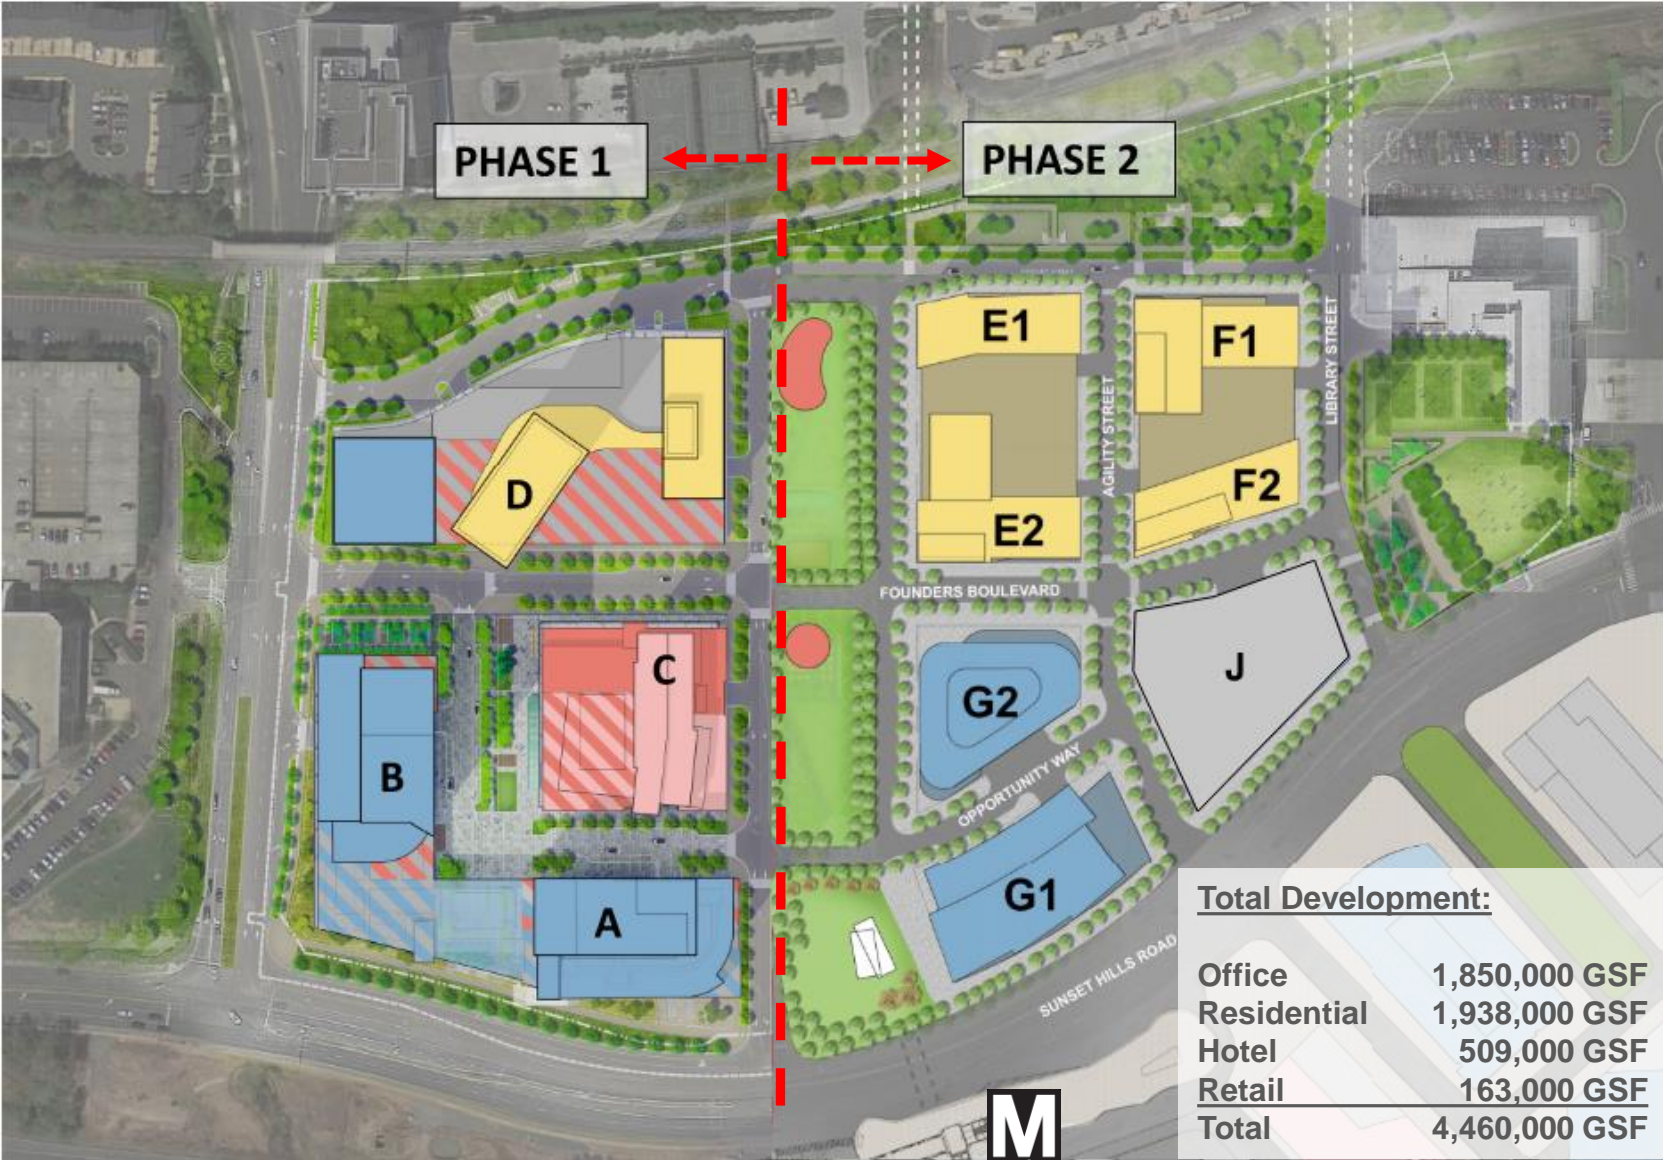 PHASE 1
PHASE 2
E1
F1
LIBRARY STREET
AGILITY STREET
D
F2
E2
FOUNDERS BOULEVARD
C
J
G2
B
OPPORTUNITY WAY
G1
A
SUNSET HILLS ROAD
Total Development:
Office 1,850,000 GSF
Residential 1,938,000 GSF
Hotel 509,000 GSF
Retail 163,000 GSF
Total 4,460,000 GSF
M